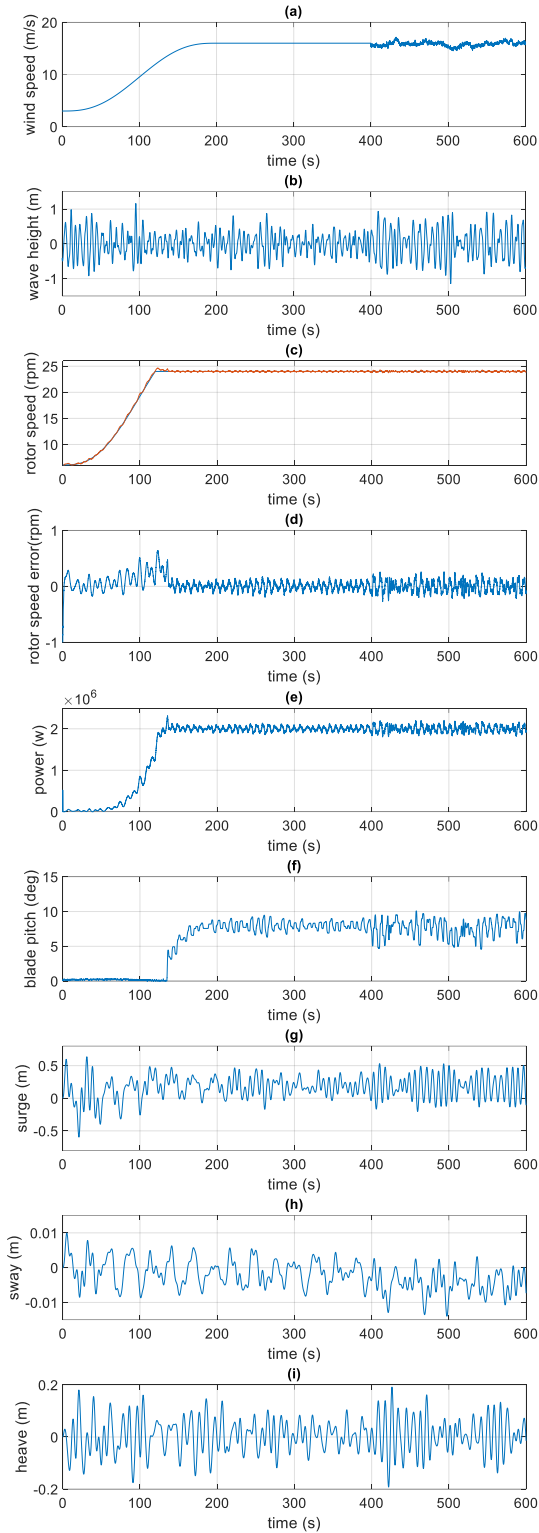 (a)
20
10
0
wind speed (m/s)
0 100 200 300 400 500 600
time (s)
(b)
1
0
-1
wave height (m)
0 100 200 300 400 500 600
time (s)
(c)
25
20
15
10
rotor speed (rpm)
0 100 200 300 400 500 600
time (s)
(d)
1
0
-1
rotor speed error(rpm)
0 100 200 300 400 500 600
time (s)
(e)
×10^6
2
1
0
power (w)
0 100 200 300 400 500 600
time (s)
(f)
15
10
5
0
blade pitch (deg)
0 100 200 300 400 500 600
time (s)
(g)
0.5
0
-0.5
surge (m)
0 100 200 300 400 500 600
time (s)
(h)
0.01
0
-0.01
sway (m)
0 100 200 300 400 500 600
time (s)
(i)
0.2
0
-0.2
heave (m)
0 100 200 300 400 500 600
time (s)